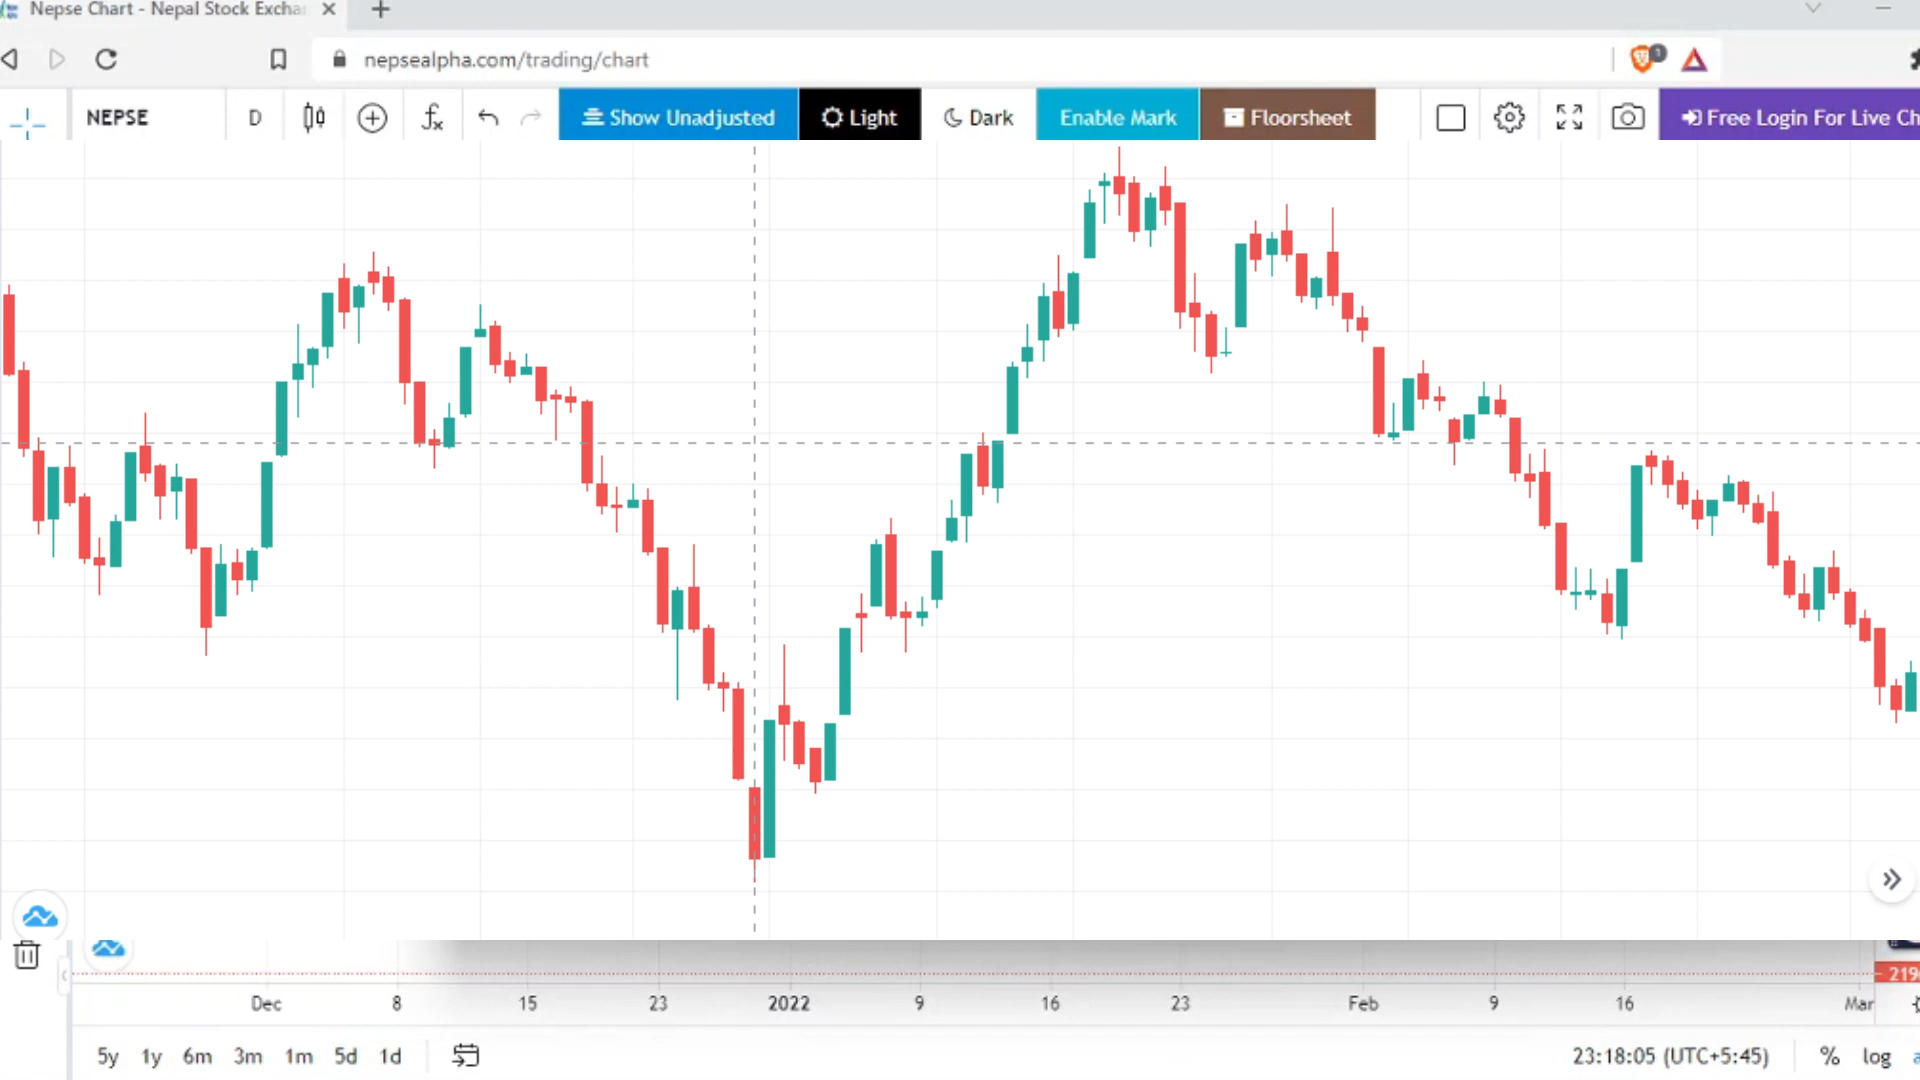 Nepse Chart - Nepal Stock Excha
nepsealpha.com/trading/chart
1
NEPSE D Show Unadjusted Light Dark Enable Mark Floorsheet Free Login For Live Ch
219
Dec 8 15 23 2022 9 16 23 Feb 9 16 Mar
5y 1y 6m 3m 1m 5d 1d 23:18:05 (UTC+5:45) % log a